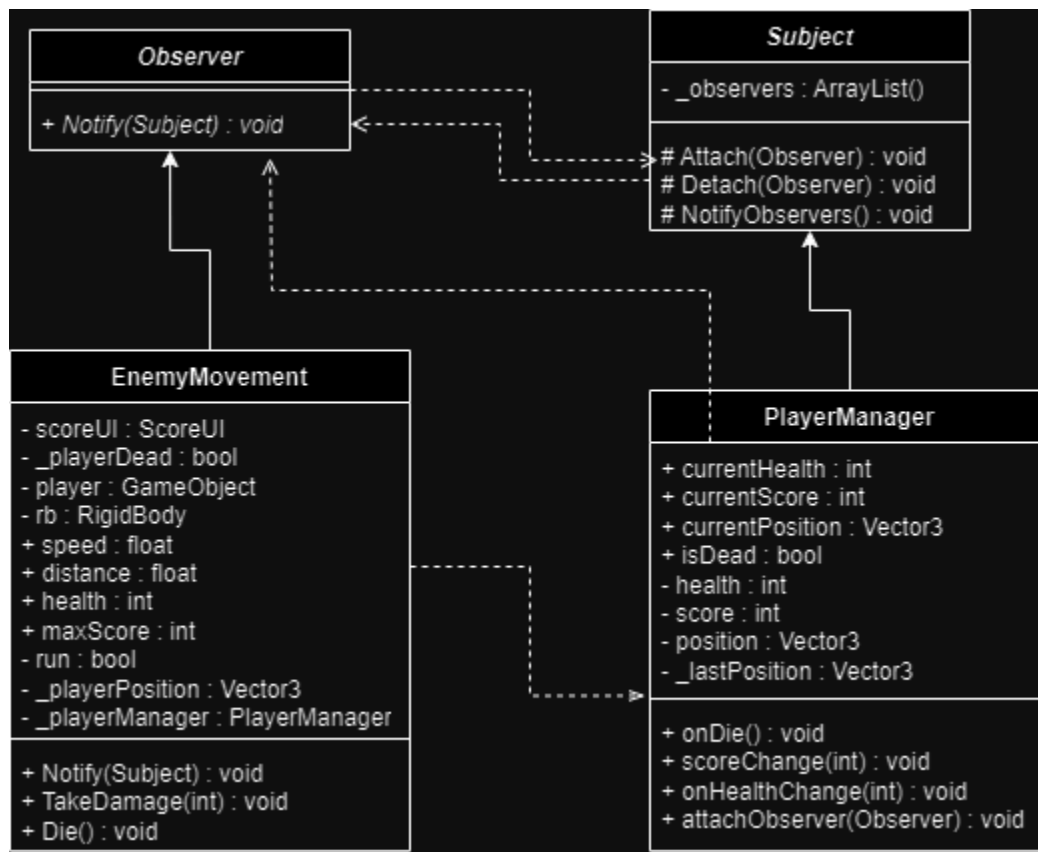 Observer
+ Notify(Subject) : void
Subject
- _observers : ArrayList()
# Attach(Observer) : void
# Detach(Observer) : void
# NotifyObservers() : void
EnemyMovement
- scoreUI : ScoreUI
- _playerDead : bool
- player : GameObject
- rb : RigidBody
+ speed : float
+ distance : float
+ health : int
+ maxScore : int
- run : bool
- _playerPosition : Vector3
- _playerManager : PlayerManager
+ Notify(Subject) : void
+ TakeDamage(int) : void
+ Die() : void
PlayerManager
+ currentHealth : int
+ currentScore : int
+ currentPosition : Vector3
+ isDead : bool
- health : int
- score : int
- position : Vector3
- _lastPosition : Vector3
+ onDie() : void
+ scoreChange(int) : void
+ onHealthChange(int) : void
+ attachObserver(Observer) : void